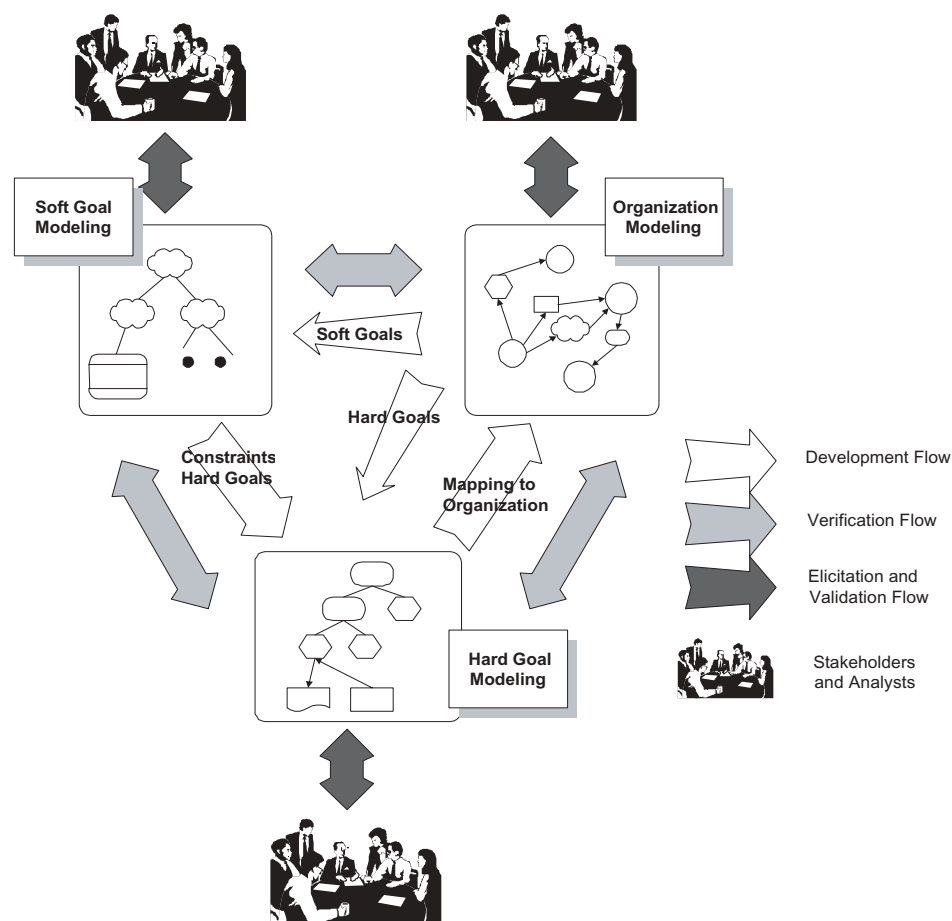 Soft Goal
Modeling
Organization
Modeling
Soft Goals
Hard Goals
Constraints
Hard Goals
Mapping to
Organization
Development Flow
Verification Flow
Elicitation and
Validation Flow
Hard Goal
Modeling
Stakeholders
and Analysts